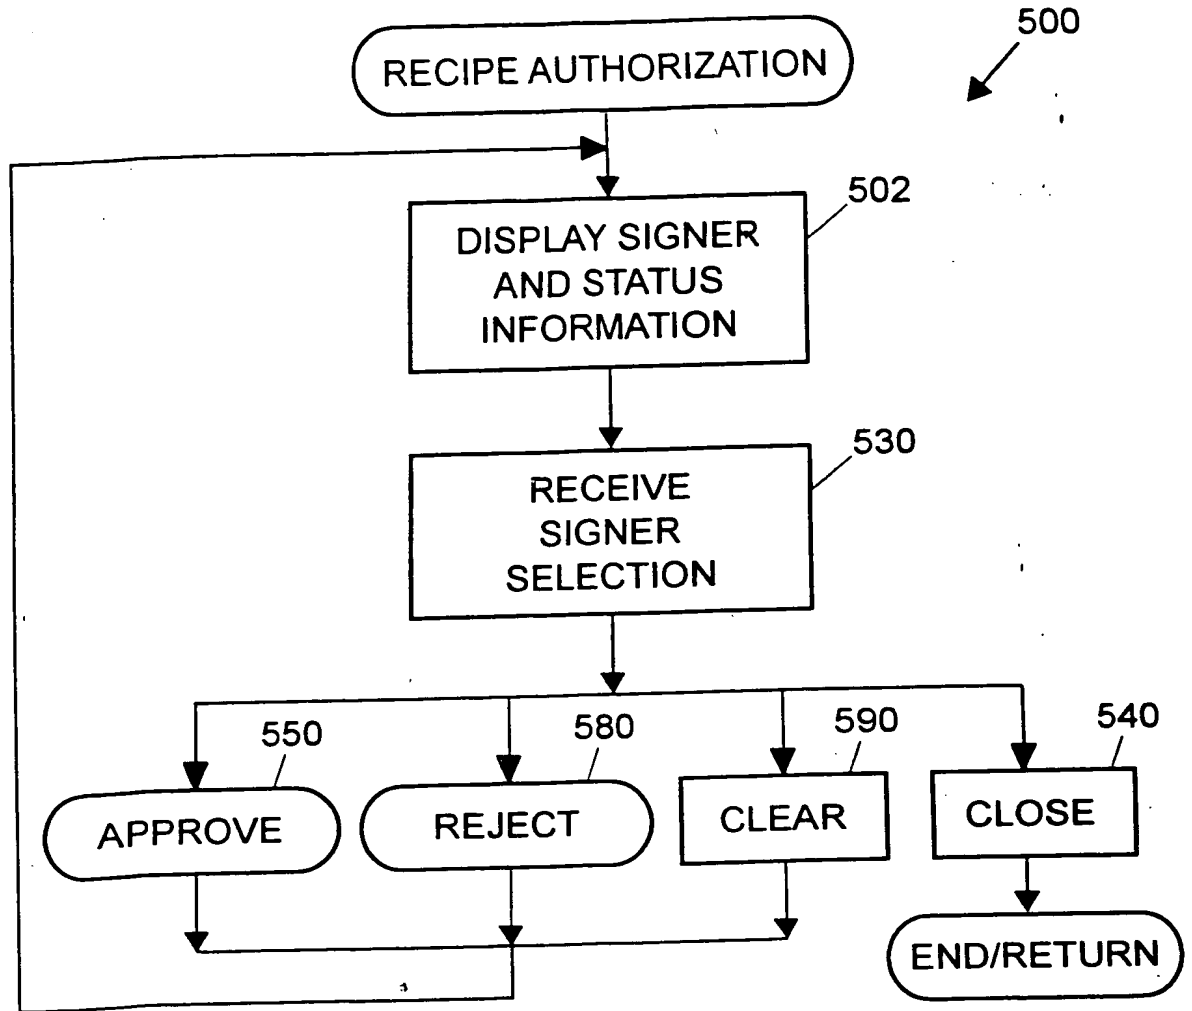 500
RECIPE AUTHORIZATION
502
DISPLAY SIGNER
AND STATUS
INFORMATION
530
RECEIVE
SIGNER
SELECTION
550
580
590
540
APPROVE
REJECT
CLEAR
CLOSE
END/RETURN